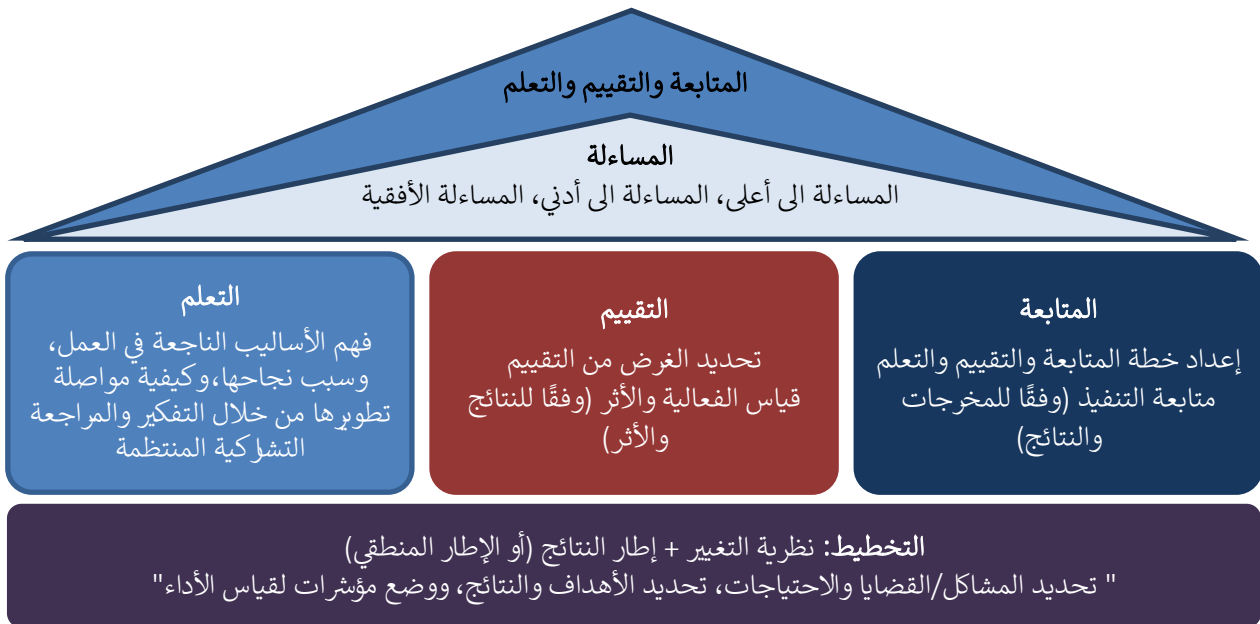 المتابعة والتقييم والتعلم
المساءلة
المساءلة الى أعلى، المساءلة الى أدني، المساءلة الأفقية
المتابعة
إعداد خطة المتابعة والتقييم والتعلم
متابعة التنفيذ (وفقًا للمخرجات
والنتائج)
التقييم
تحديد الغرض من التقييم
قياس الفعالية والأثر (وفقًا للنتائج
والأثر)
التعلم
فهم الأساليب الناجعة في العمل،
وسبب نجاحها،وكيفية مواصلة
تطويرها من خلال التفكير والمراجعة
التشاركية المنتظمة
التخطيط: نظرية التغيير + إطار النتائج (أو الإطار المنطقي)
" تحديد المشاكل/القضايا والاحتياجات، تحديد الأهداف والنتائج، ووضع مؤشرات لقياس الأداء"